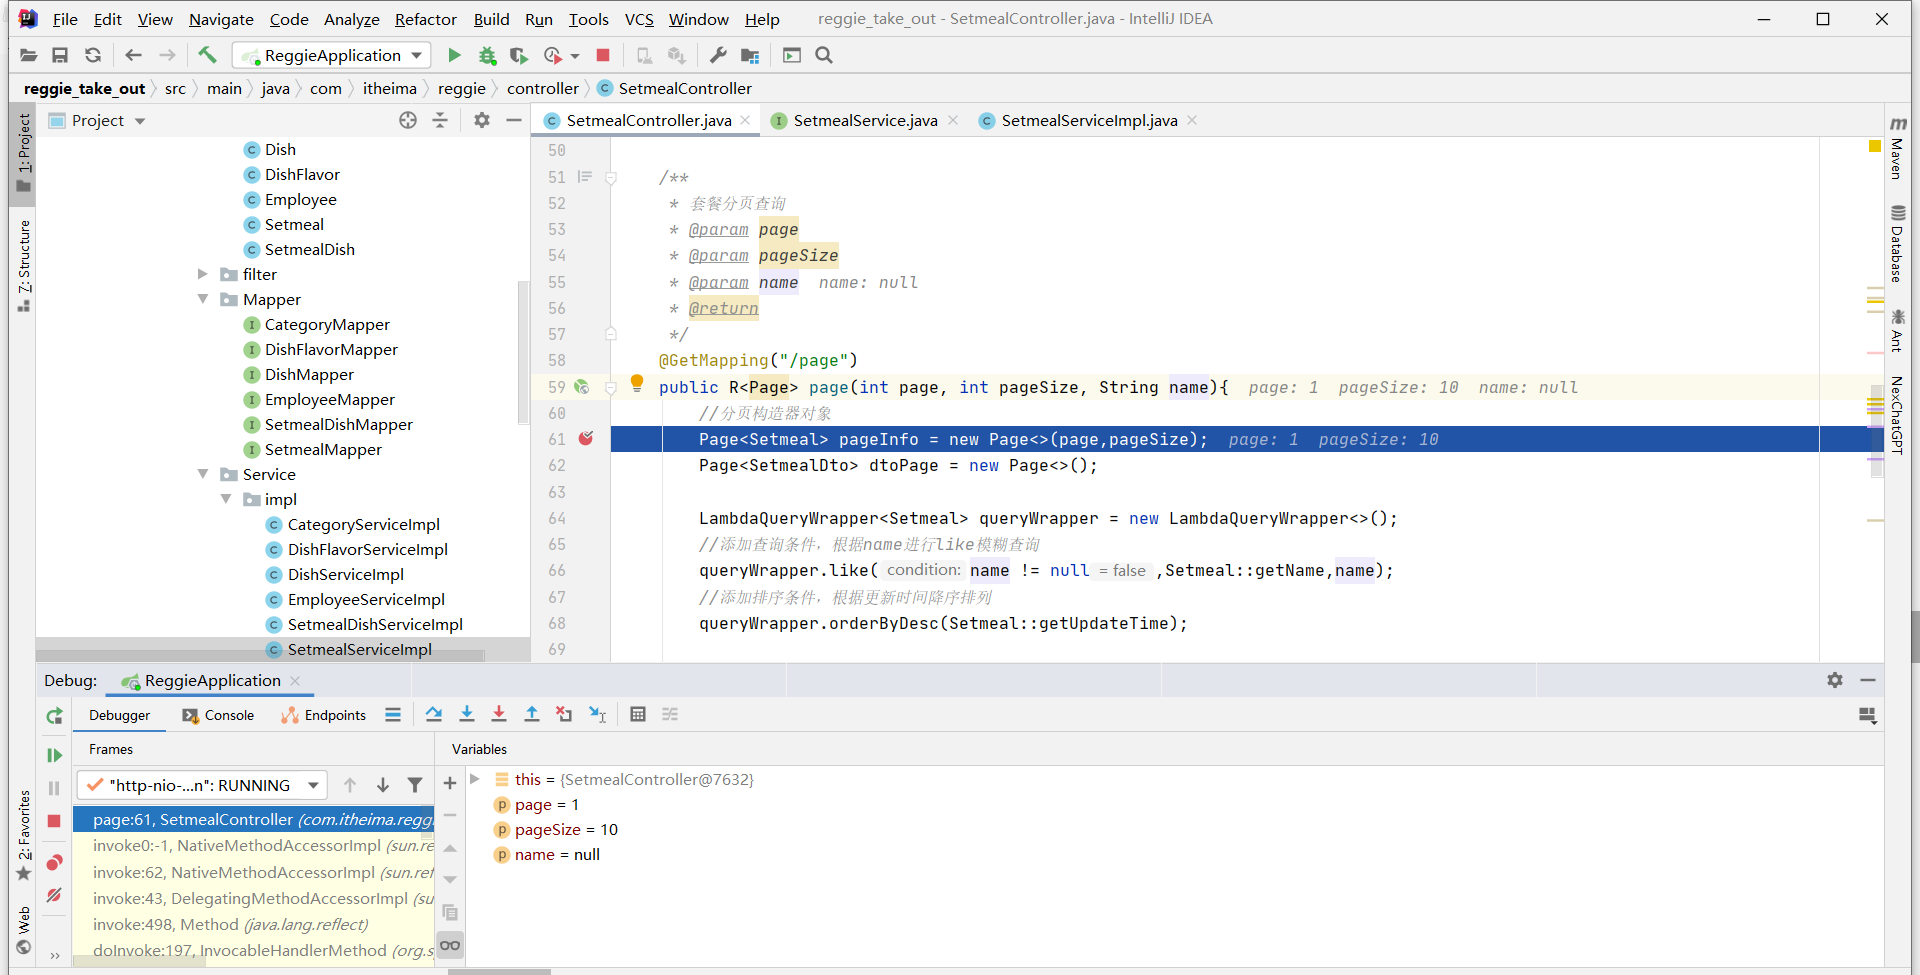 File Edit View Navigate Code Analyze Refactor Build Run Tools VCS Window Help reggie_take_out - SetmealController.java - IntelliJ IDEA
ReggieApplication
reggie_take_out src main java com itheima reggie controller SetmealController
Project
SetmealController.java SetmealService.java SetmealServiceImpl.java
1: Project
7: Structure
2: Favorites
Web
Dish
DishFlavor
Employee
Setmeal
SetmealDish
filter
Mapper
CategoryMapper
DishFlavorMapper
DishMapper
EmployeeMapper
SetmealDishMapper
SetmealMapper
Service
impl
CategoryServiceImpl
DishFlavorServiceImpl
DishServiceImpl
EmployeeServiceImpl
SetmealDishServiceImpl
SetmealServiceImpl
50
51 /**
52 * 套餐分页查询
53 * @param page
54 * @param pageSize
55 * @param name name: null
56 * @return
57 */
58 @GetMapping("/page")
59 public R<Page> page(int page, int pageSize, String name){ page: 1 pageSize: 10 name: null
60 //分页构造器对象
61 Page<Setmeal> pageInfo = new Page<>(page,pageSize); page: 1 pageSize: 10
62 Page<SetmealDto> dtoPage = new Page<>();
63
64 LambdaQueryWrapper<Setmeal> queryWrapper = new LambdaQueryWrapper<>();
65 //添加查询条件，根据name进行like模糊查询
66 queryWrapper.like( condition: name != null = false ,Setmeal::getName,name);
67 //添加排序条件，根据更新时间降序排列
68 queryWrapper.orderByDesc(Setmeal::getUpdateTime);
69
m Maven
Database
Ant
NexChatGPT
Debug: ReggieApplication
Debugger Console Endpoints
Frames
Variables
"http-nio-...n": RUNNING
page:61, SetmealController (com.itheima.regg
invoke0:-1, NativeMethodAccessorImpl (sun.re
invoke:62, NativeMethodAccessorImpl (sun.ref
invoke:43, DelegatingMethodAccessorImpl (su
invoke:498, Method (java.lang.reflect)
doInvoke:197, InvocableHandlerMethod (org.s
this = {SetmealController@7632}
page = 1
pageSize = 10
name = null